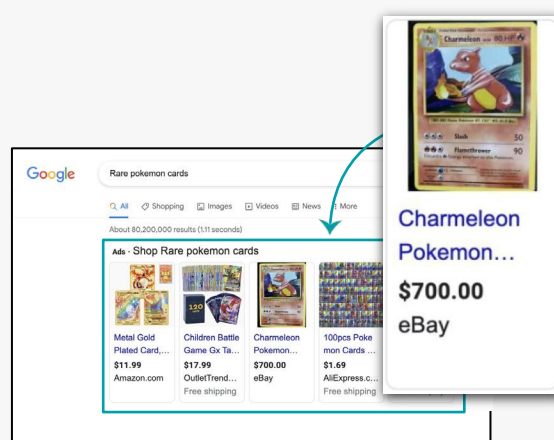 Google
Rare pokemon cards
All
Shopping
Images
Videos
News
More
About 80,200,000 results (1.11 seconds)
Ads · Shop Rare pokemon cards
Metal Gold
Plated Card,...
$11.99
Amazon.com
Children Battle
Game Gx Ta...
$17.99
OutletTrend...
Free shipping
Charmeleon
Pokemon...
$700.00
eBay
100pcs Poke
mon Cards ...
$1.69
AliExpress.c...
Free shipping
120
Charmeleon
80 HP
Slash 50
Flamethrower 90
Charmeleon
Pokemon...
$700.00
eBay